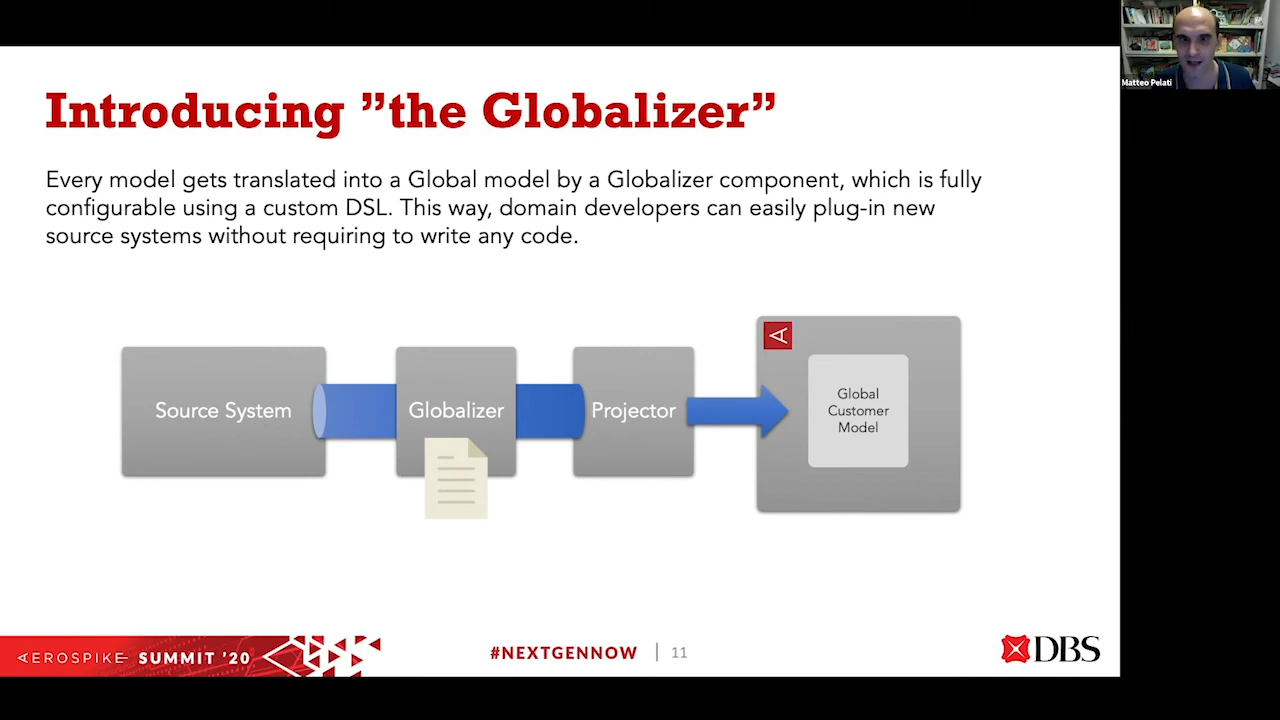 Matteo Pelati
Introducing ”the Globalizer”
Every model gets translated into a Global model by a Globalizer component, which is fully
configurable using a custom DSL. This way, domain developers can easily plug-in new
source systems without requiring to write any code.
Source System
Globalizer
Projector
Global
Customer
Model
AEROSPIKE SUMMIT ’20
#NEXTGENNOW
11
DBS